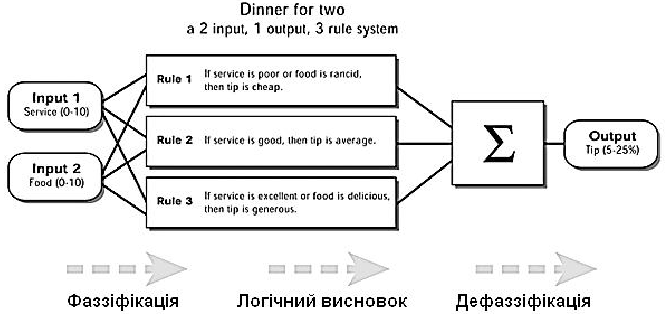 Dinner for two
a 2 input, 1 output, 3 rule system
Input 1
Service (0-10)
Input 2
Food (0-10)
Rule 1 If service is poor or food is rancid,
then tip is cheap.
Rule 2 If service is good, then tip is average.
Rule 3 If service is excellent or food is delicious,
then tip is generous.
Σ
Output
Tip (5-25%)
Фаззіфікація
Логічний висновок
Дефаззіфікація